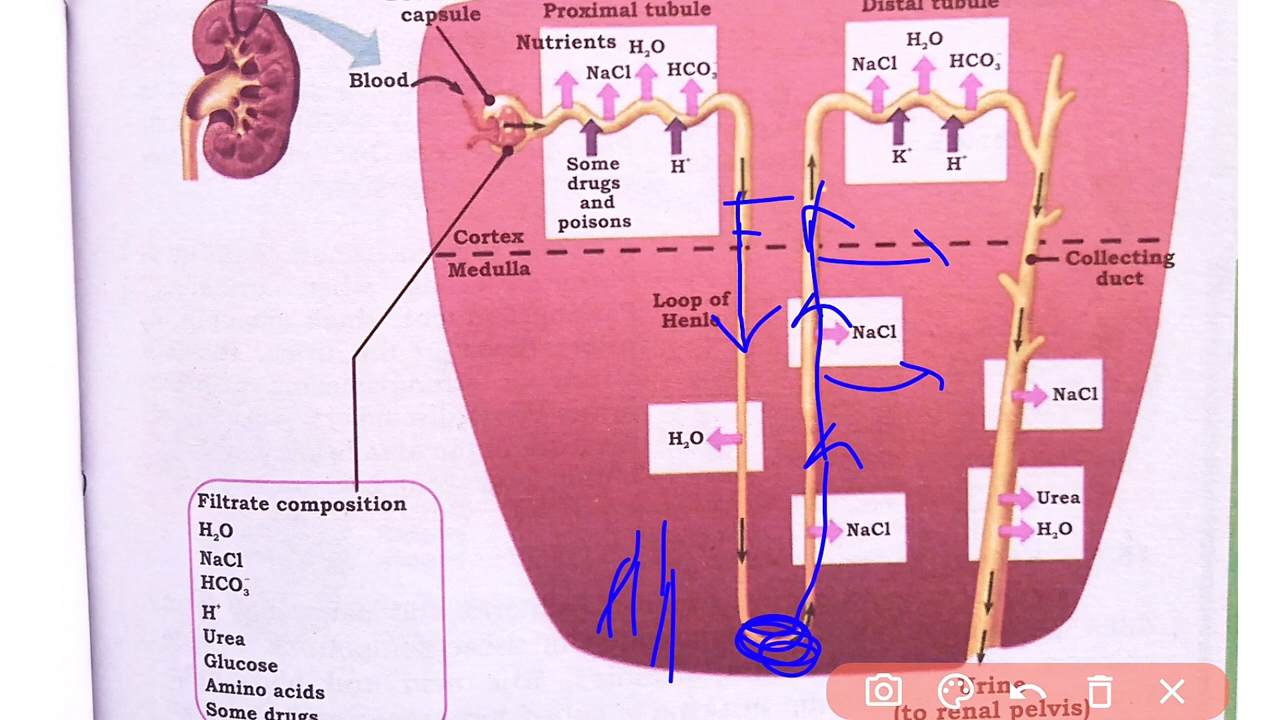 capsule
Proximal tubule
Distal tubule
Nutrients
H₂O
NaCl
HCO₃⁻
H₂O
NaCl
HCO₃⁻
Blood
Some
drugs
and
poisons
H⁺
K⁺
H⁺
Cortex
Medulla
Collecting
duct
Loop of
Henle
NaCl
NaCl
H₂O
NaCl
Urea
H₂O
Filtrate composition
H₂O
NaCl
HCO₃⁻
H⁺
Urea
Glucose
Amino acids
Some drugs
Urine
(to renal pelvis)